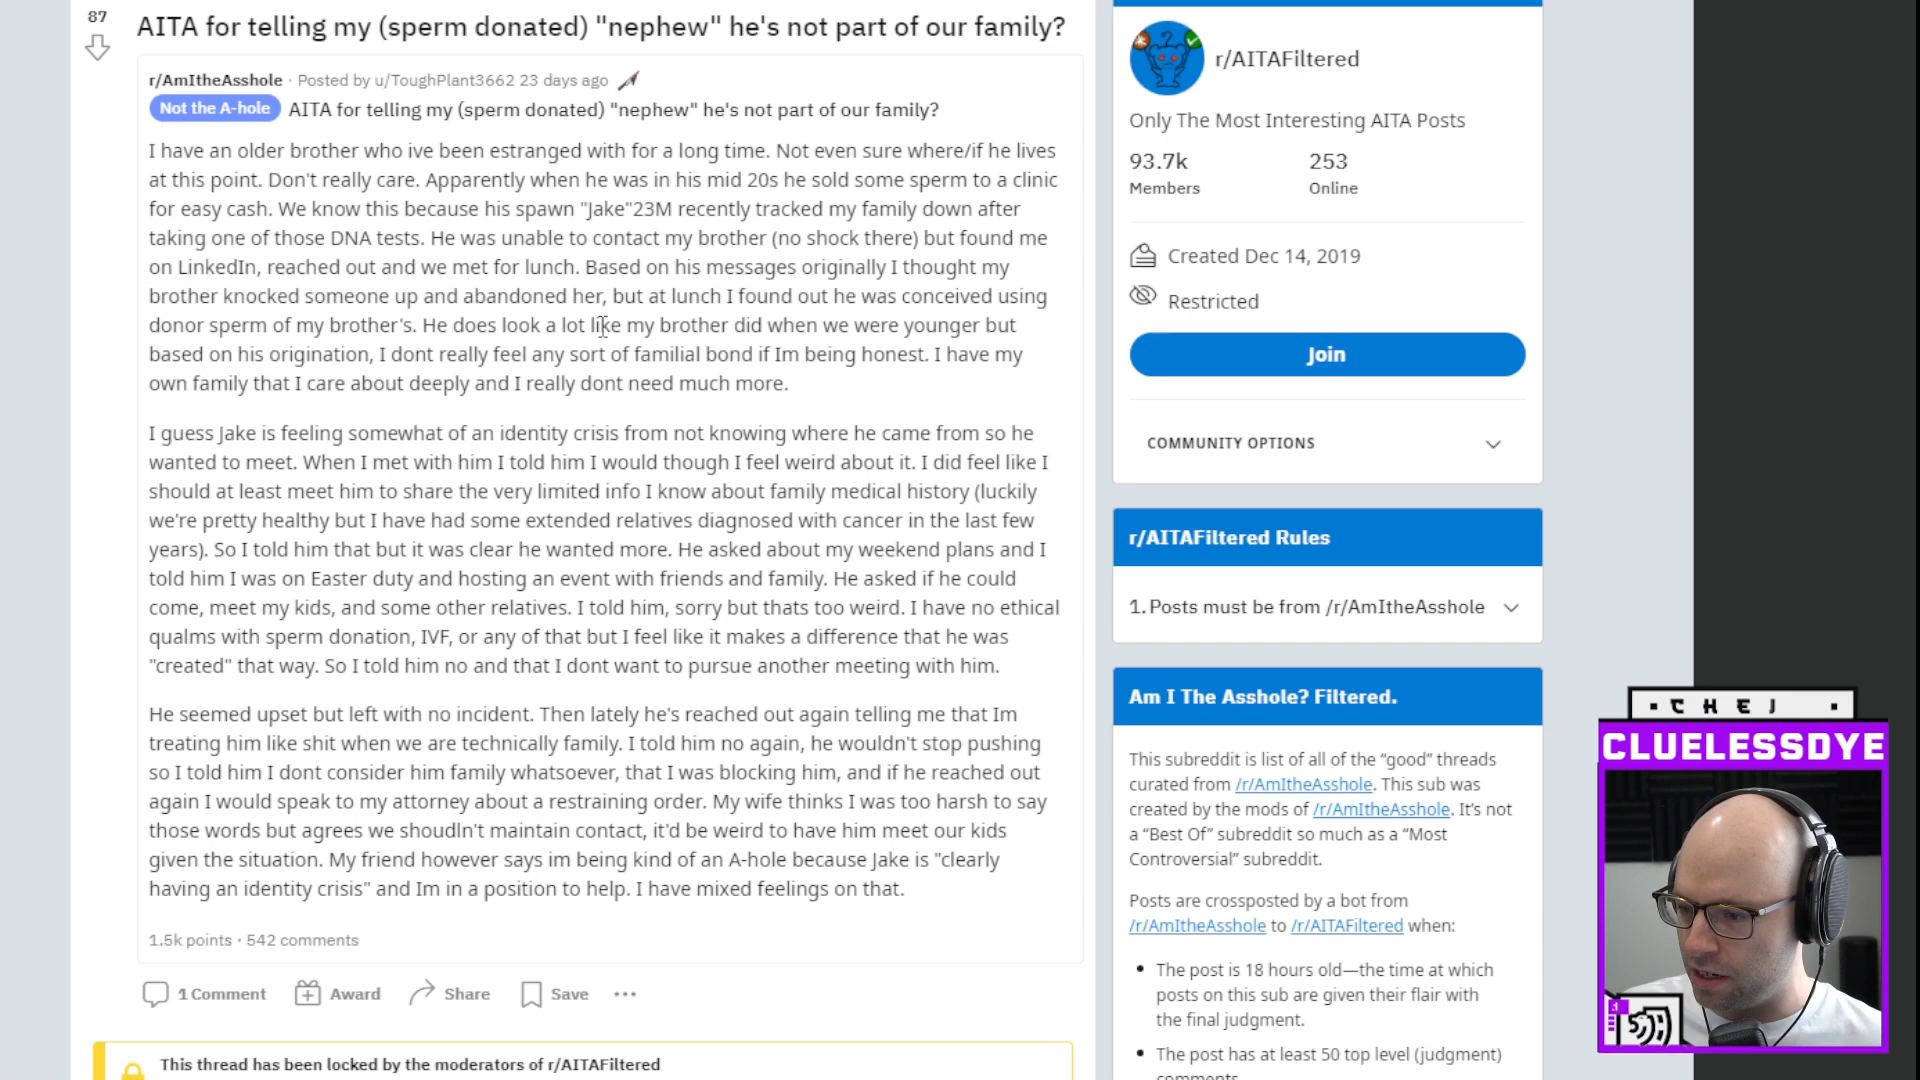 87
AITA for telling my (sperm donated) "nephew" he's not part of our family?
r/AmItheAsshole · Posted by u/ToughPlant3662 23 days ago
Not the A-hole AITA for telling my (sperm donated) "nephew" he's not part of our family?
I have an older brother who ive been estranged with for a long time. Not even sure where/if he lives
at this point. Don't really care. Apparently when he was in his mid 20s he sold some sperm to a clinic
for easy cash. We know this because his spawn "Jake"23M recently tracked my family down after
taking one of those DNA tests. He was unable to contact my brother (no shock there) but found me
on LinkedIn, reached out and we met for lunch. Based on his messages originally I thought my
brother knocked someone up and abandoned her, but at lunch I found out he was conceived using
donor sperm of my brother's. He does look a lot like my brother did when we were younger but
based on his origination, I dont really feel any sort of familial bond if Im being honest. I have my
own family that I care about deeply and I really dont need much more.
I guess Jake is feeling somewhat of an identity crisis from not knowing where he came from so he
wanted to meet. When I met with him I told him I would though I feel weird about it. I did feel like I
should at least meet him to share the very limited info I know about family medical history (luckily
we're pretty healthy but I have had some extended relatives diagnosed with cancer in the last few
years). So I told him that but it was clear he wanted more. He asked about my weekend plans and I
told him I was on Easter duty and hosting an event with friends and family. He asked if he could
come, meet my kids, and some other relatives. I told him, sorry but thats too weird. I have no ethical
qualms with sperm donation, IVF, or any of that but I feel like it makes a difference that he was
"created" that way. So I told him no and that I dont want to pursue another meeting with him.
He seemed upset but left with no incident. Then lately he's reached out again telling me that Im
treating him like shit when we are technically family. I told him no again, he wouldn't stop pushing
so I told him I dont consider him family whatsoever, that I was blocking him, and if he reached out
again I would speak to my attorney about a restraining order. My wife thinks I was too harsh to say
those words but agrees we shoudln't maintain contact, it'd be weird to have him meet our kids
given the situation. My friend however says im being kind of an A-hole because Jake is "clearly
having an identity crisis" and Im in a position to help. I have mixed feelings on that.
1.5k points · 542 comments
1 Comment Award Share Save
This thread has been locked by the moderators of r/AITAFiltered
r/AITAFiltered
Only The Most Interesting AITA Posts
93.7k 253
Members Online
Created Dec 14, 2019
Restricted
Join
COMMUNITY OPTIONS
r/AITAFiltered Rules
1. Posts must be from /r/AmItheAsshole
Am I The Asshole? Filtered.
This subreddit is list of all of the “good” threads
curated from /r/AmItheAsshole. This sub was
created by the mods of /r/AmItheAsshole. It’s not
a “Best Of” subreddit so much as a “Most
Controversial” subreddit.
Posts are crossposted by a bot from
/r/AmItheAsshole to /r/AITAFiltered when:
• The post is 18 hours old—the time at which
posts on this sub are given their flair with
the final judgment.
• The post has at least 50 top level (judgment)
comments
CHEJ
CLUELESSDYE